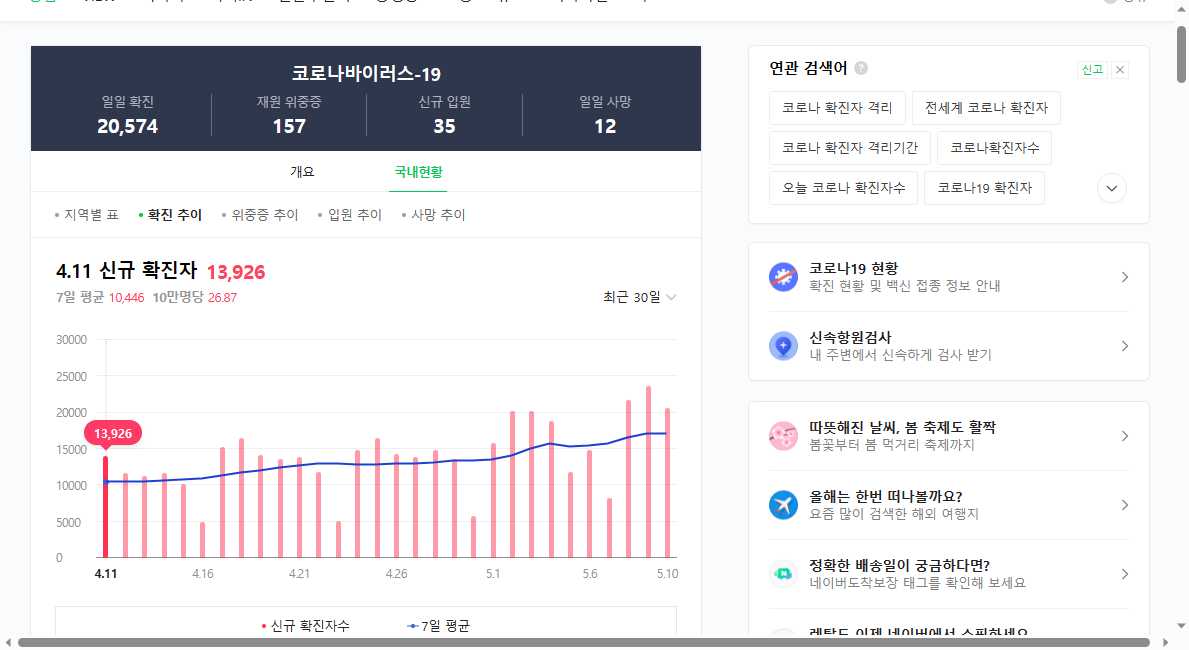 코로나바이러스-19
일일 확진 재원 위중증 신규 입원 일일 사망
20,574 157 35 12
개요 국내현황
지역별 표 확진 추이 위중증 추이 입원 추이 사망 추이
4.11 신규 확진자 13,926
7일 평균 10,446 10만명당 26.87
최근 30일
30000
25000
20000
13,926
15000
10000
5000
0
4.11 4.16 4.21 4.26 5.1 5.6 5.10
신규 확진자수 7일 평균
연관 검색어 ?
신고
코로나 확진자 격리 전세계 코로나 확진자
코로나 확진자 격리기간 코로나확진자수
오늘 코로나 확진자수 코로나19 확진자
코로나19 현황
확진 현황 및 백신 접종 정보 안내
신속항원검사
내 주변에서 신속하게 검사 받기
따뜻해진 날씨, 봄 축제도 활짝
봄꽃부터 봄 먹거리 축제까지
올해는 한번 떠나볼까요?
요즘 많이 검색한 해외 여행지
정확한 배송일이 궁금하다면?
네이버도착보장 태그를 확인해 보세요
렌탈도 이제 네이버에서 쇼핑하세요